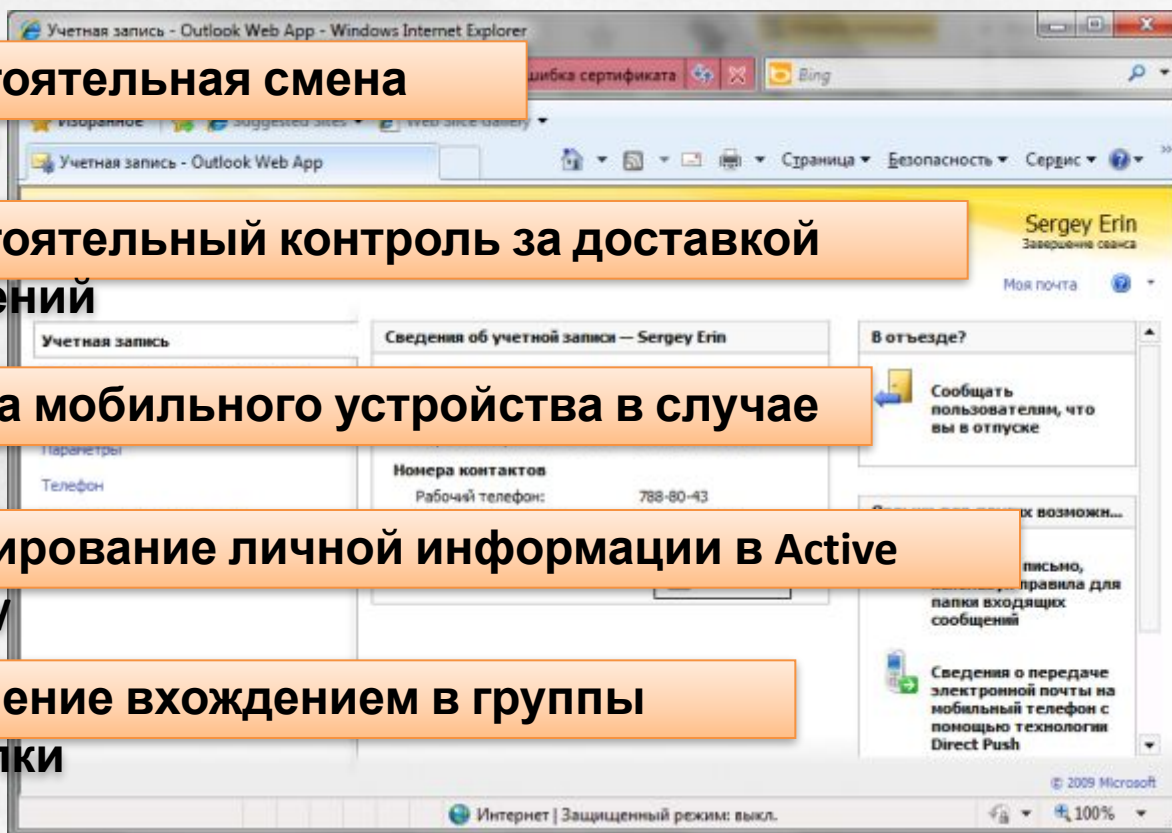 Учетная запись - Outlook Web App - Windows Internet Explorer
тоятельная смена
шибка сертификата
Bing
Избранное
Suggested Sites
Web Slice Gallery
Учетная запись - Outlook Web App
Страница
Безопасность
Сервис
»
тоятельный контроль за доставкой
ений
Sergey Erin
Завершение сеанса
Моя почта
Учетная запись
Сведения об учетной записи — Sergey Erin
В отъезде?
Сообщать
пользователям, что
вы в отпуске
а мобильного устройства в случае
Параметры
Телефон
Номера контактов
Рабочий телефон: 788-80-43
х возможн...
ирование личной информации в Active
y
письмо,
правила для
папки входящих
сообщений
ение вхождением в группы
лки
Сведения о передаче
электронной почты на
мобильный телефон с
помощью технологии
Direct Push
© 2009 Microsoft
Интернет | Защищенный режим: выкл.
100%